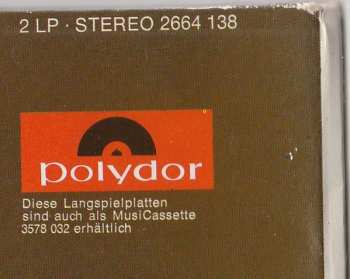 2 LP · STEREO 2664 138
polydor
Diese Langspielplatten
sind auch als MusiCassette
3578 032 erhältlich